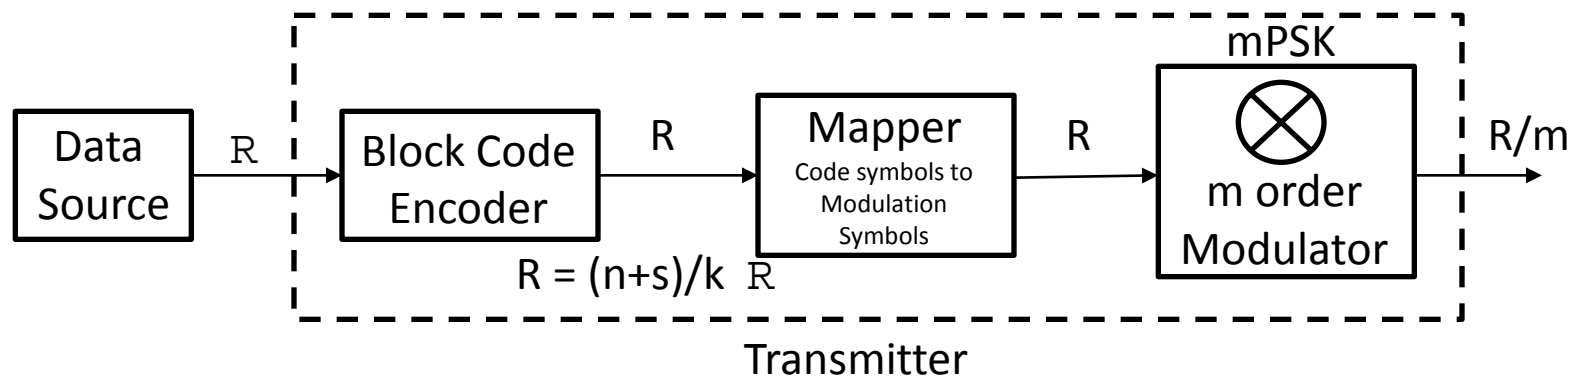 Data
Source
R
Block Code
Encoder
R
R = (n+s)/k R
Mapper
Code symbols to
Modulation
Symbols
R
mPSK
m order
Modulator
R/m
Transmitter